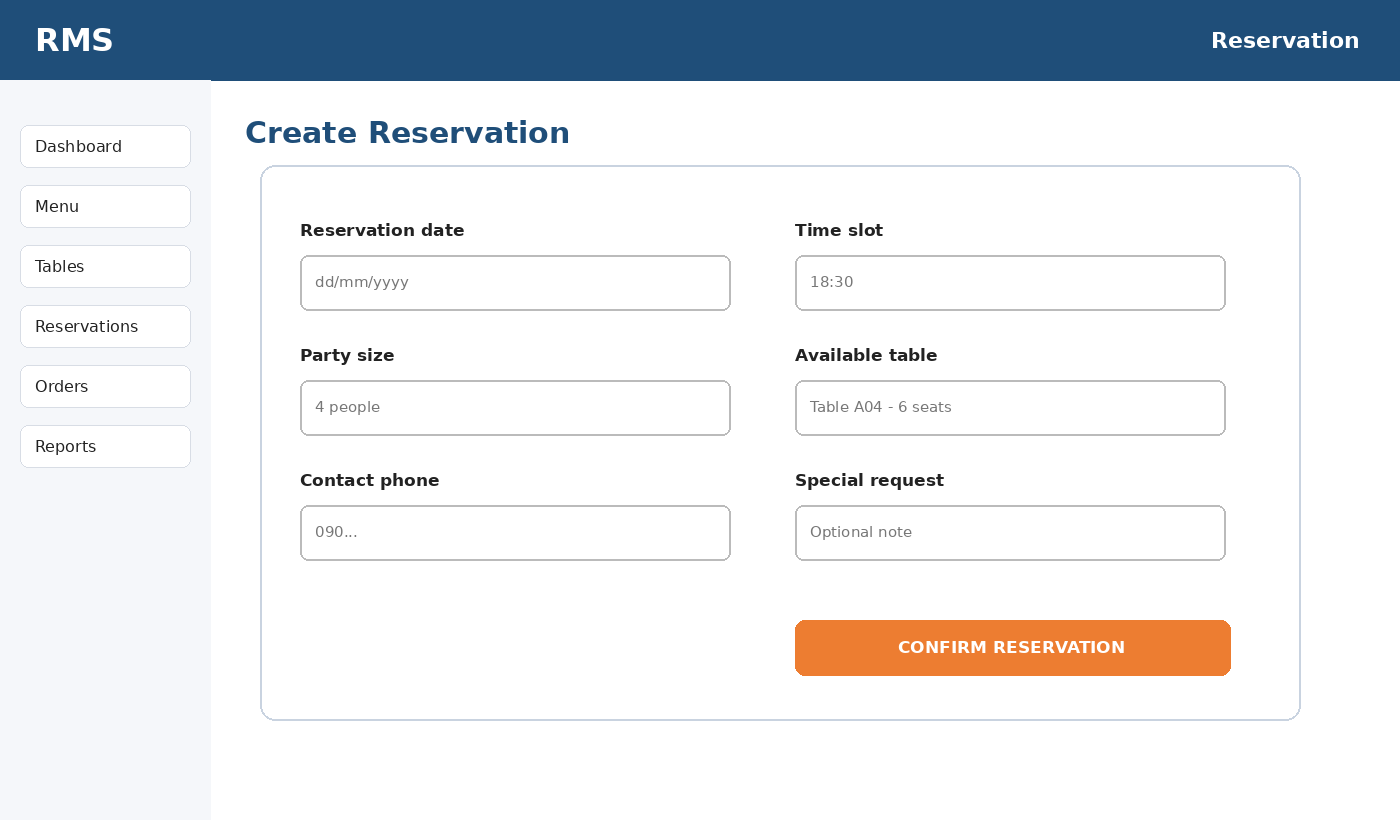 RMS
Reservation
Dashboard
Menu
Tables
Reservations
Orders
Reports
Create Reservation
Reservation date
Time slot
dd/mm/yyyy
18:30
Party size
Available table
4 people
Table A04 - 6 seats
Contact phone
Special request
090...
Optional note
CONFIRM RESERVATION